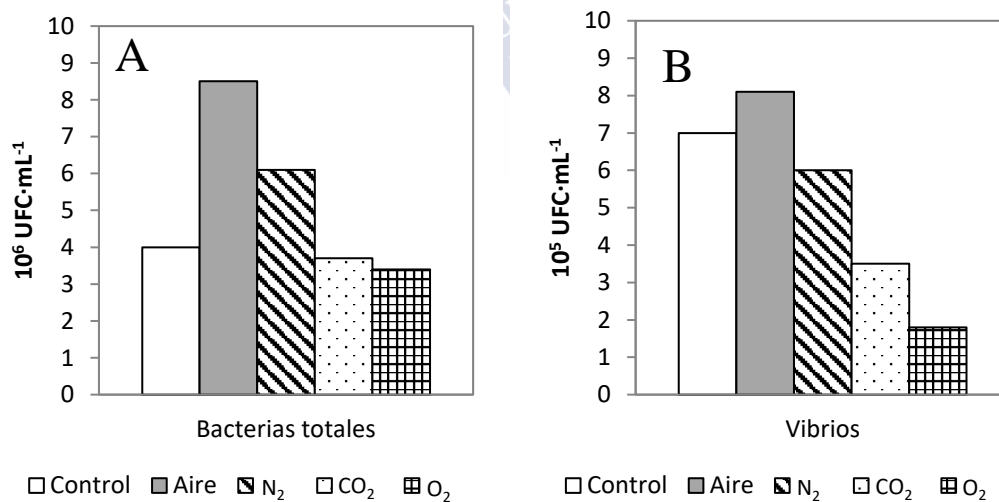 A
10
9
8
7
6
5
4
3
2
1
0
10⁶ UFC·mL⁻¹
Bacterias totales
Control Aire N₂ CO₂ O₂
B
10
9
8
7
6
5
4
3
2
1
0
10⁵ UFC·mL⁻¹
Vibrios
Control Aire N₂ CO₂ O₂